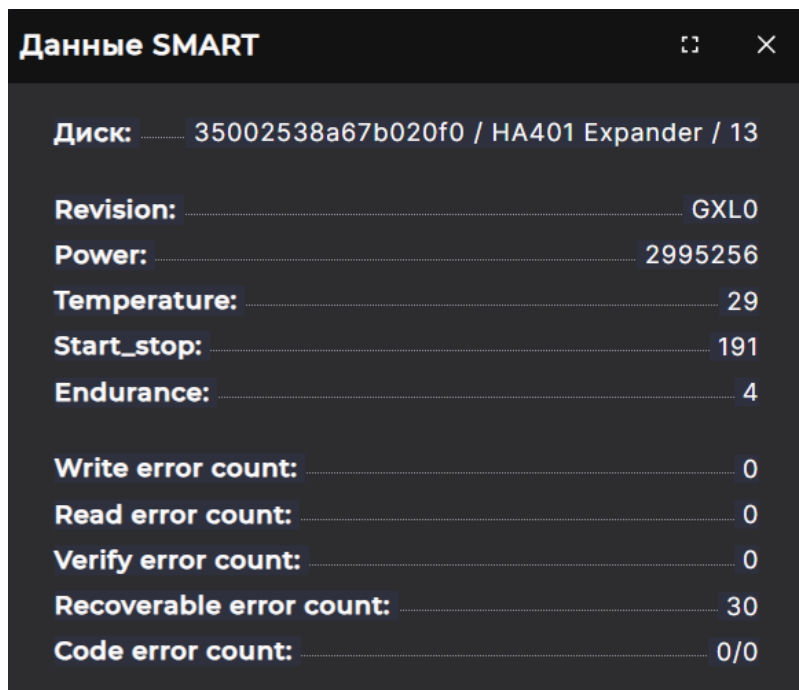 Данные SMART
Диск: 35002538a67b020f0 / HA401 Expander / 13
Revision: GXL0
Power: 2995256
Temperature: 29
Start_stop: 191
Endurance: 4
Write error count: 0
Read error count: 0
Verify error count: 0
Recoverable error count: 30
Code error count: 0/0